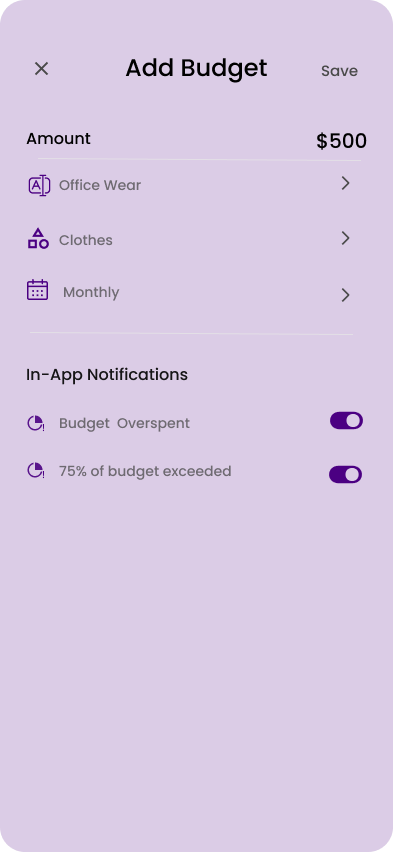 Add Budget
Save
Amount
$500
Office Wear
Clothes
Monthly
In-App Notifications
Budget  Overspent
75% of budget exceeded